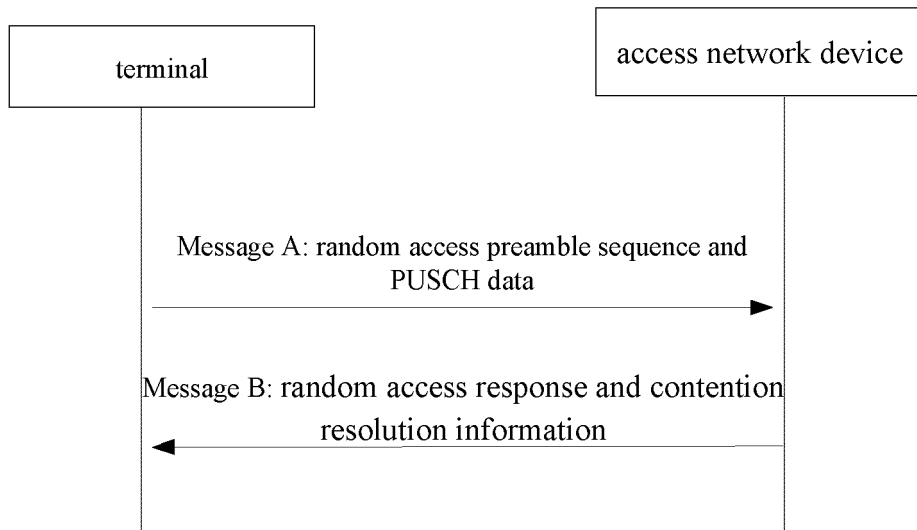 terminal
access network device
Message A: random access preamble sequence and
PUSCH data
Message B: random access response and contention
resolution information